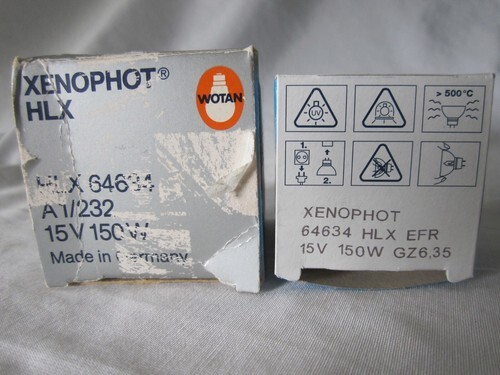 XENOPHOT®
HLX
WOTAN
HLX 64634
A1/232
15V 150W
Made in Germany
UV
> 500°C
1.
2.
XENOPHOT
64634 HLX EFR
15V 150W GZ6,35